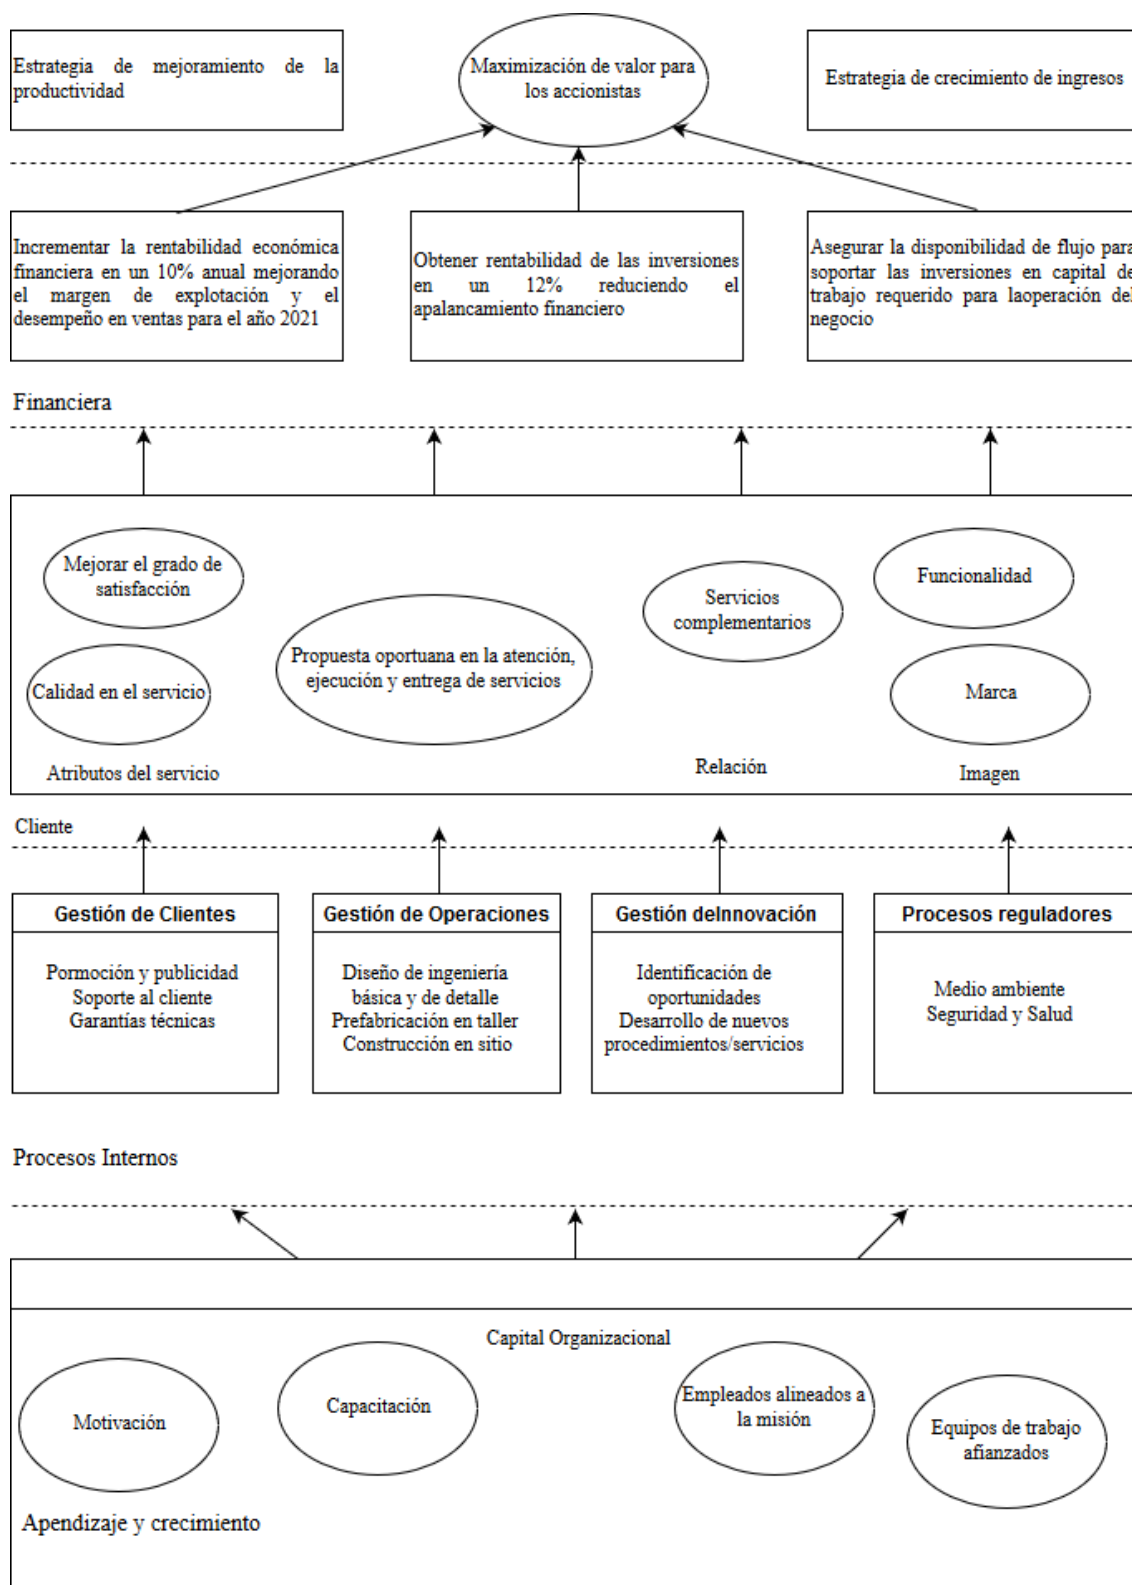 Estrategia de mejoramiento de la
productividad
Maximización de valor para
los accionistas
Estrategia de crecimiento de ingresos
Incrementar la rentabilidad económica
financiera en un 10% anual mejorando
el margen de explotación y el
desempeño en ventas para el año 2021
Obtener rentabilidad de las inversiones
en un 12% reduciendo el
apalancamiento financiero
Asegurar la disponibilidad de flujo para
soportar las inversiones en capital de
trabajo requerido para laoperación del
negocio
Financiera
Mejorar el grado de
satisfacción
Calidad en el servicio
Atributos del servicio
Propuesta oportuana en la atención,
ejecución y entrega de servicios
Servicios
complementarios
Relación
Funcionalidad
Marca
Imagen
Cliente
Gestión de Clientes
Pormoción y publicidad
Soporte al cliente
Garantías técnicas
Gestión de Operaciones
Diseño de ingeniería
básica y de detalle
Prefabricación en taller
Construcción en sitio
Gestión deInnovación
Identificación de
oportunidades
Desarrollo de nuevos
procedimientos/servicios
Procesos reguladores
Medio ambiente
Seguridad y Salud
Procesos Internos
Capital Organizacional
Motivación
Capacitación
Empleados alineados a
la misión
Equipos de trabajo
afianzados
Apendizaje y crecimiento